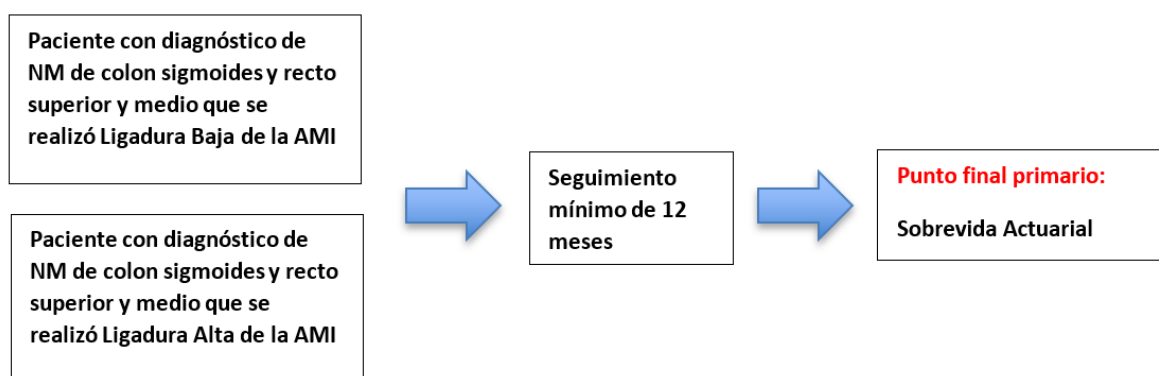 Paciente con diagnóstico de
NM de colon sigmoides y recto
superior y medio que se
realizó Ligadura Baja de la AMI
Paciente con diagnóstico de
NM de colon sigmoides y recto
superior y medio que se
realizó Ligadura Alta de la AMI
Seguimiento
mínimo de 12
meses
Punto final primario:
Sobrevida Actuarial